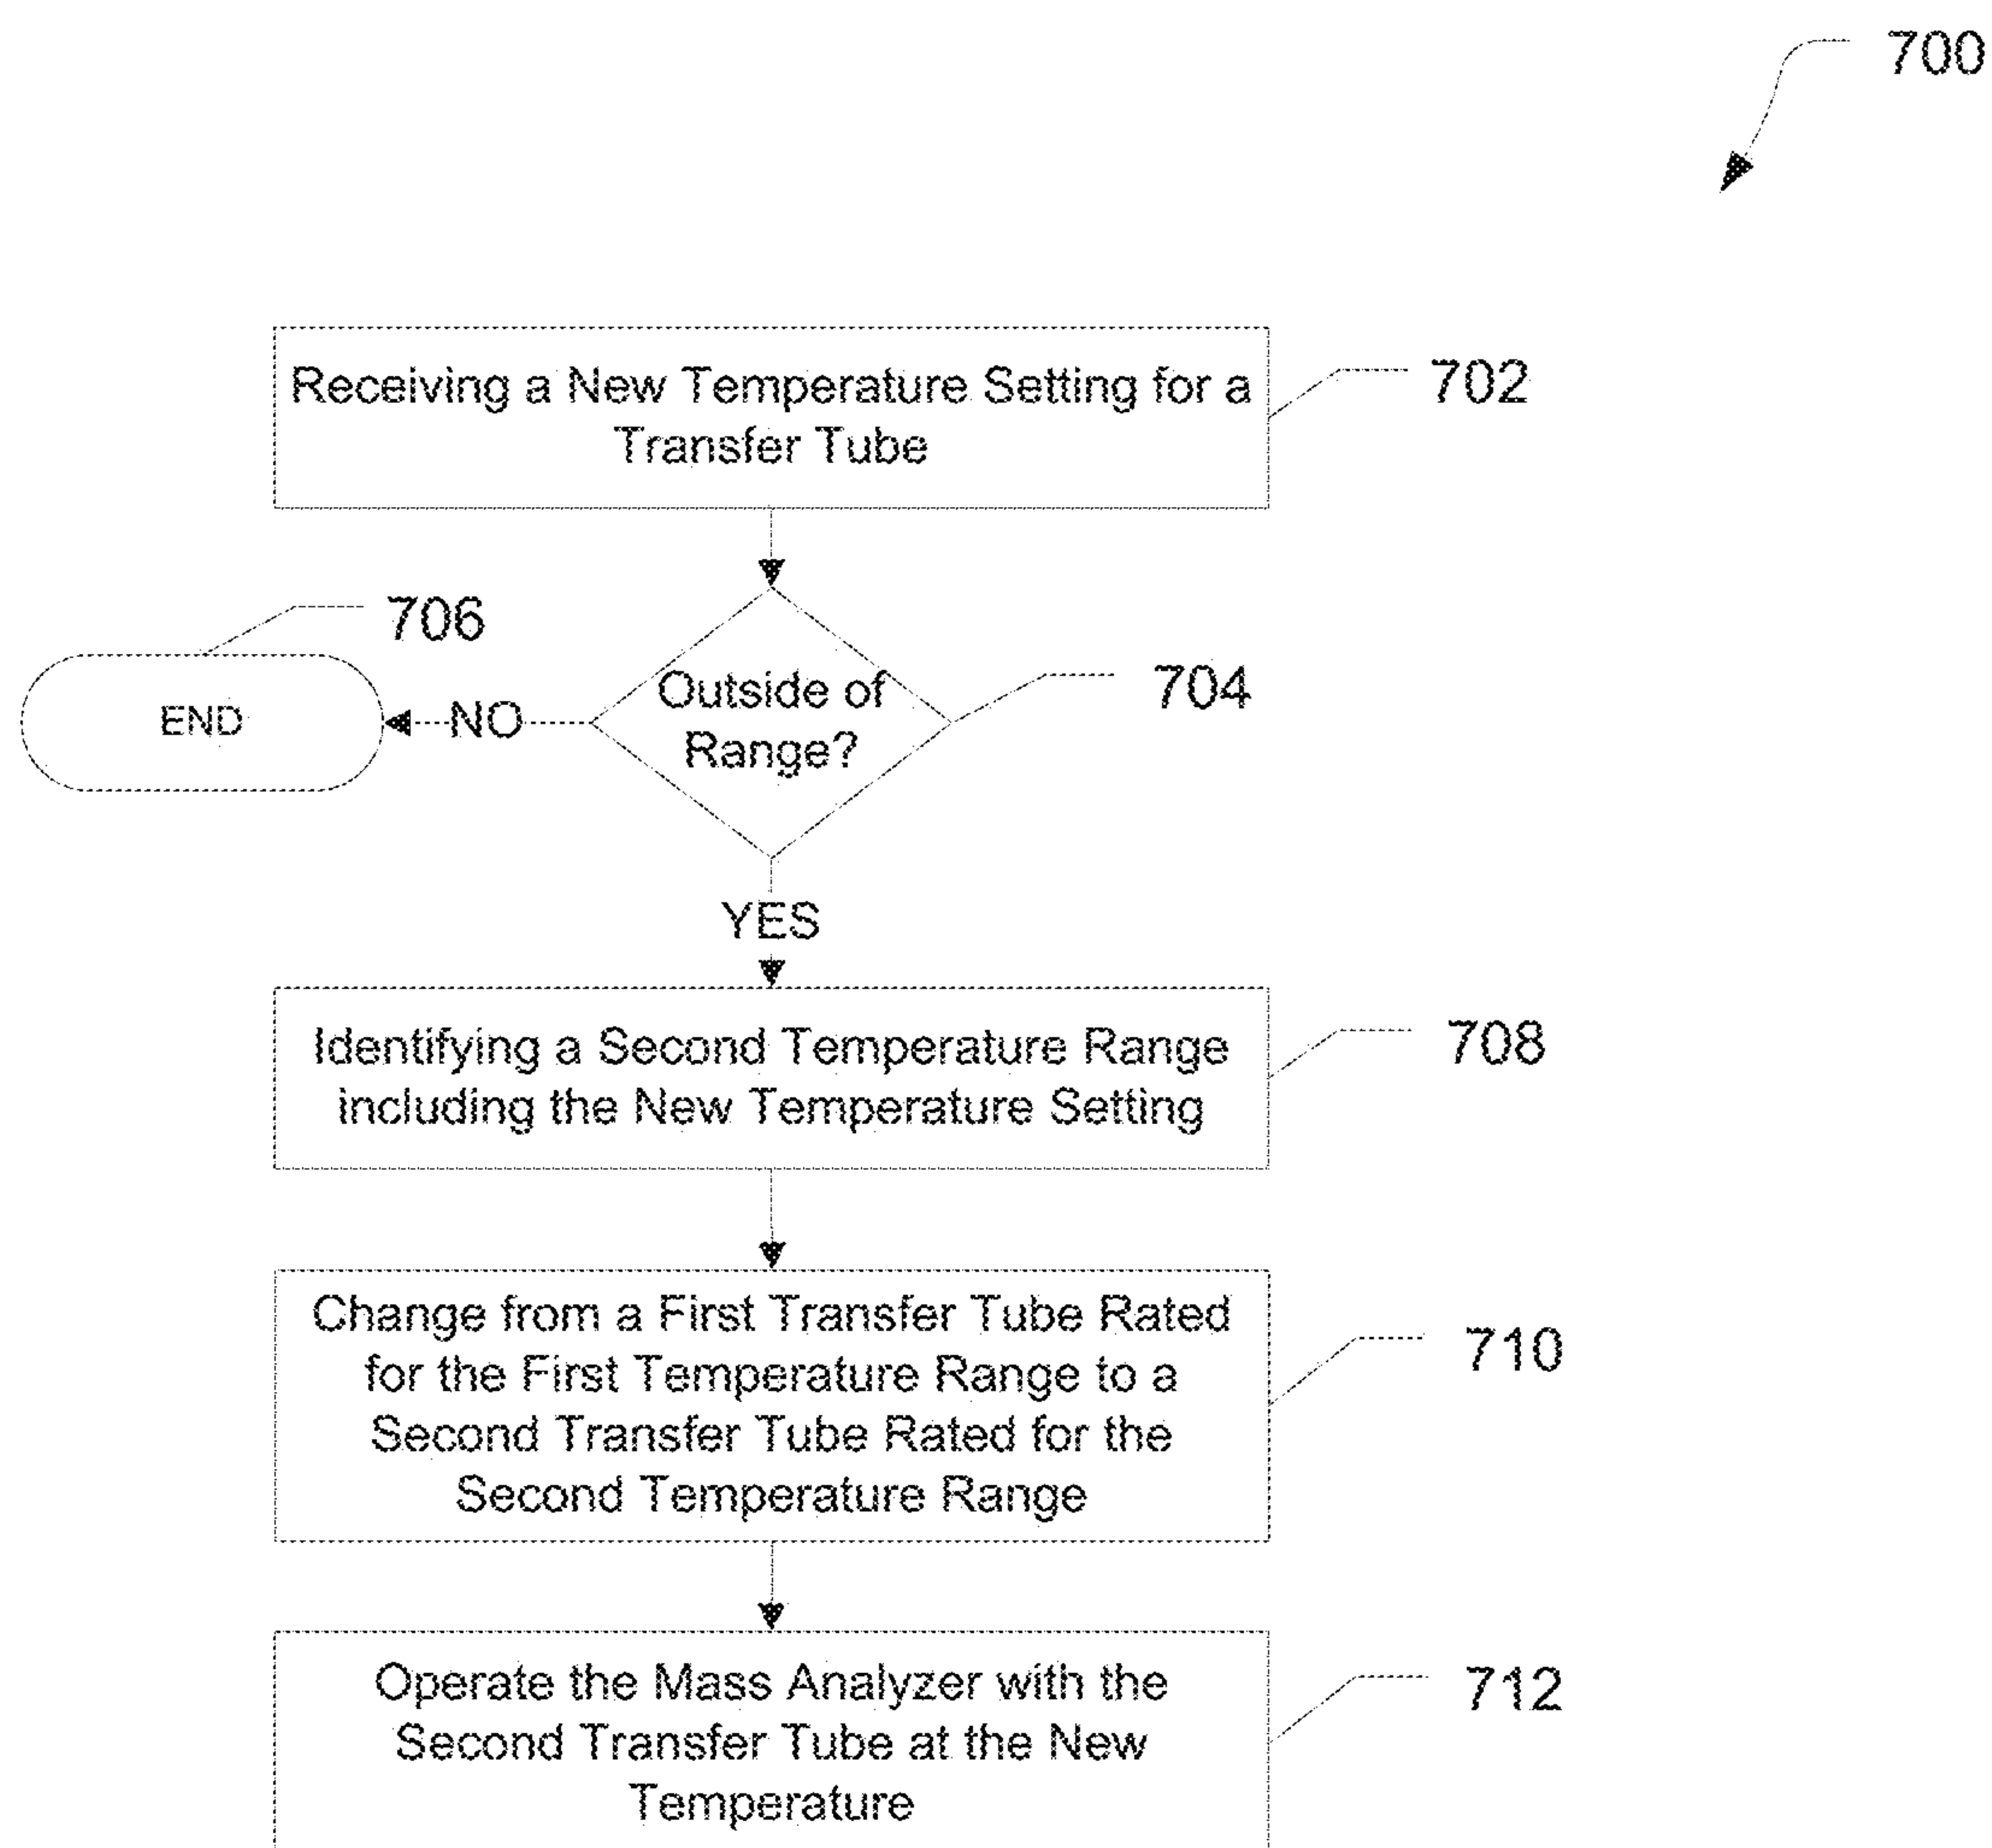 700
Receiving a New Temperature Setting for a
Transfer Tube
702
706
END
NO
Outside of
Range?
704
YES
Identifying a Second Temperature Range
including the New Temperature Setting
708
Change from a First Transfer Tube Rated
for the First Temperature Range to a
Second Transfer Tube Rated for the
Second Temperature Range
710
Operate the Mass Analyzer with the
Second Transfer Tube at the New
Temperature
712